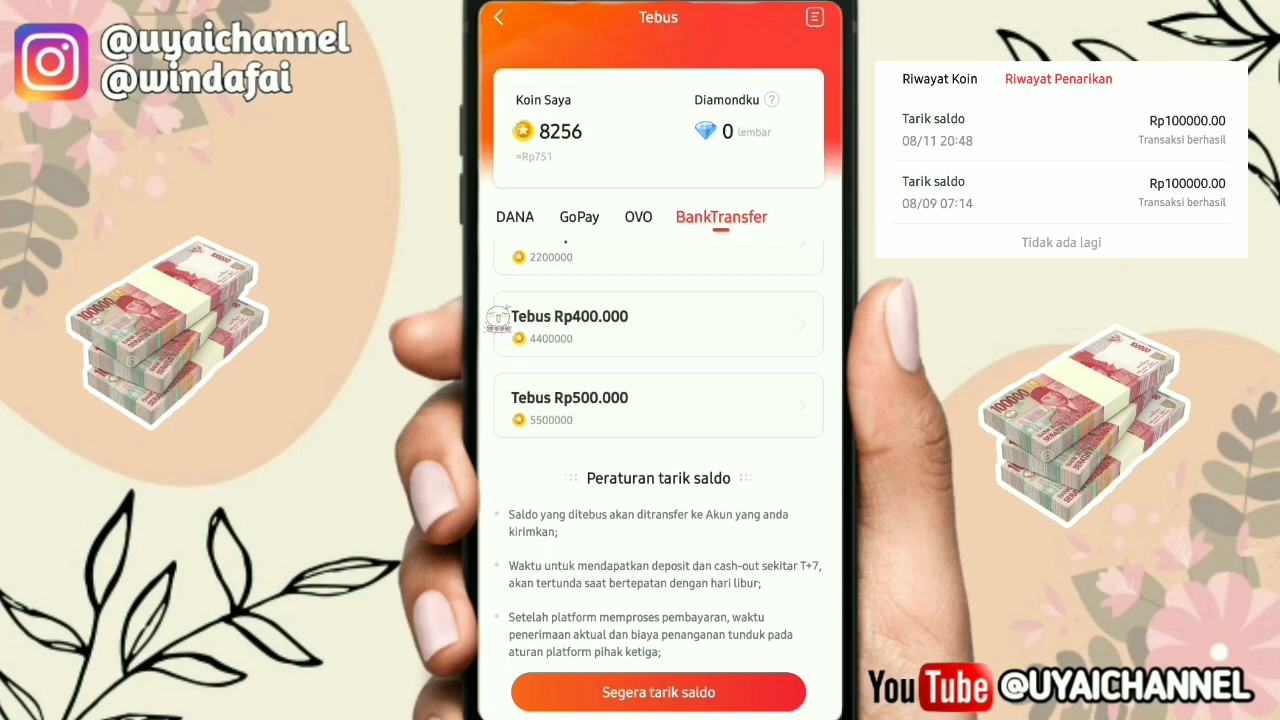 @uyaichannel
@windafai
Tebus
Koin Saya
Diamondku ?
8256
0 lembar
≈Rp751
DANA
GoPay
OVO
BankTransfer
2200000
Tebus Rp400.000
4400000
Tebus Rp500.000
5500000
Peraturan tarik saldo
Saldo yang ditebus akan ditransfer ke Akun yang anda
kirimkan;
Waktu untuk mendapatkan deposit dan cash-out sekitar T+7,
akan tertunda saat bertepatan dengan hari libur;
Setelah platform memproses pembayaran, waktu
penerimaan aktual dan biaya penanganan tunduk pada
aturan platform pihak ketiga;
Segera tarik saldo
Riwayat Koin
Riwayat Penarikan
Tarik saldo
Rp100000.00
08/11 20:48
Transaksi berhasil
Tarik saldo
Rp100000.00
08/09 07:14
Transaksi berhasil
Tidak ada lagi
100000
100000
100000
100000
YouTube @UYAICHANNEL